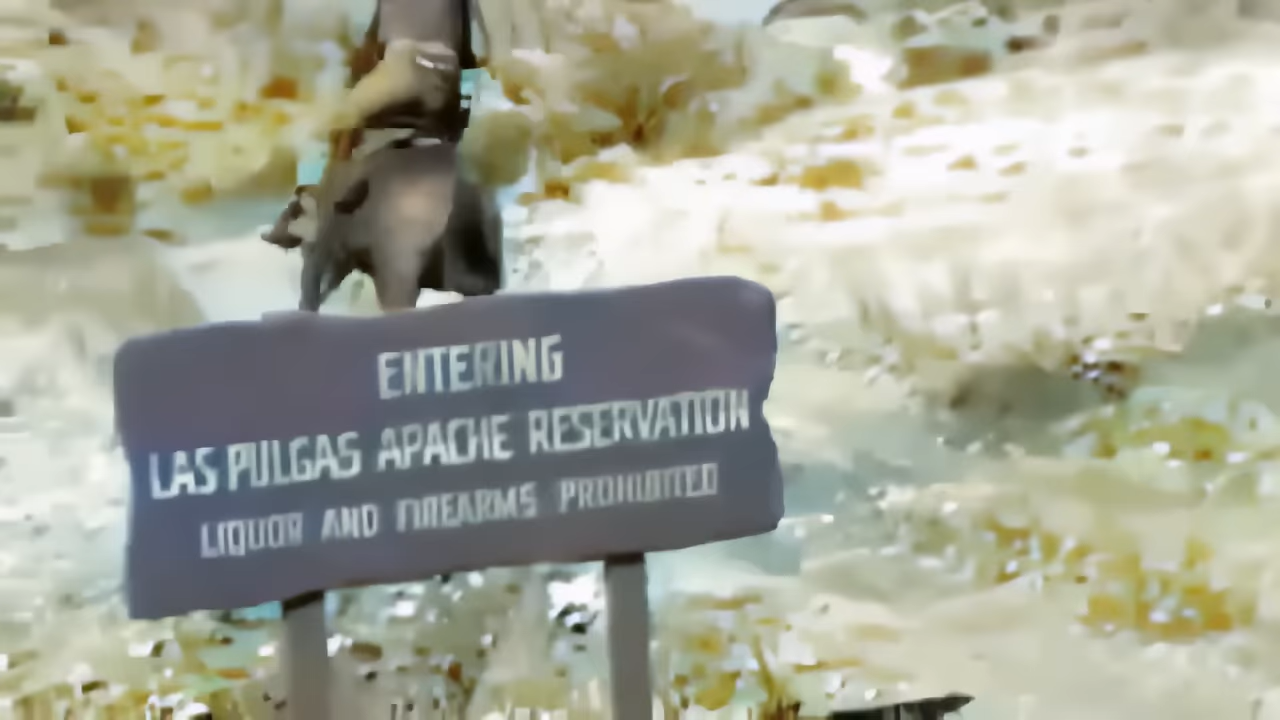 ENTERING
LAS PULGAS APACHE RESERVATION
LIQUOR AND FIREARMS PROHIBITED